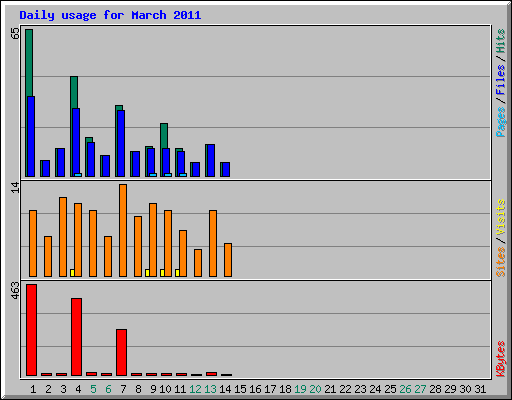 Daily usage for March 2011
65
Pages / Files / Hits
14
Sites / Visits
463
KBytes
1 2 3 4 5 6 7 8 9 10 11 12 13 14 15 16 17 18 19 20 21 22 23 24 25 26 27 28 29 30 31